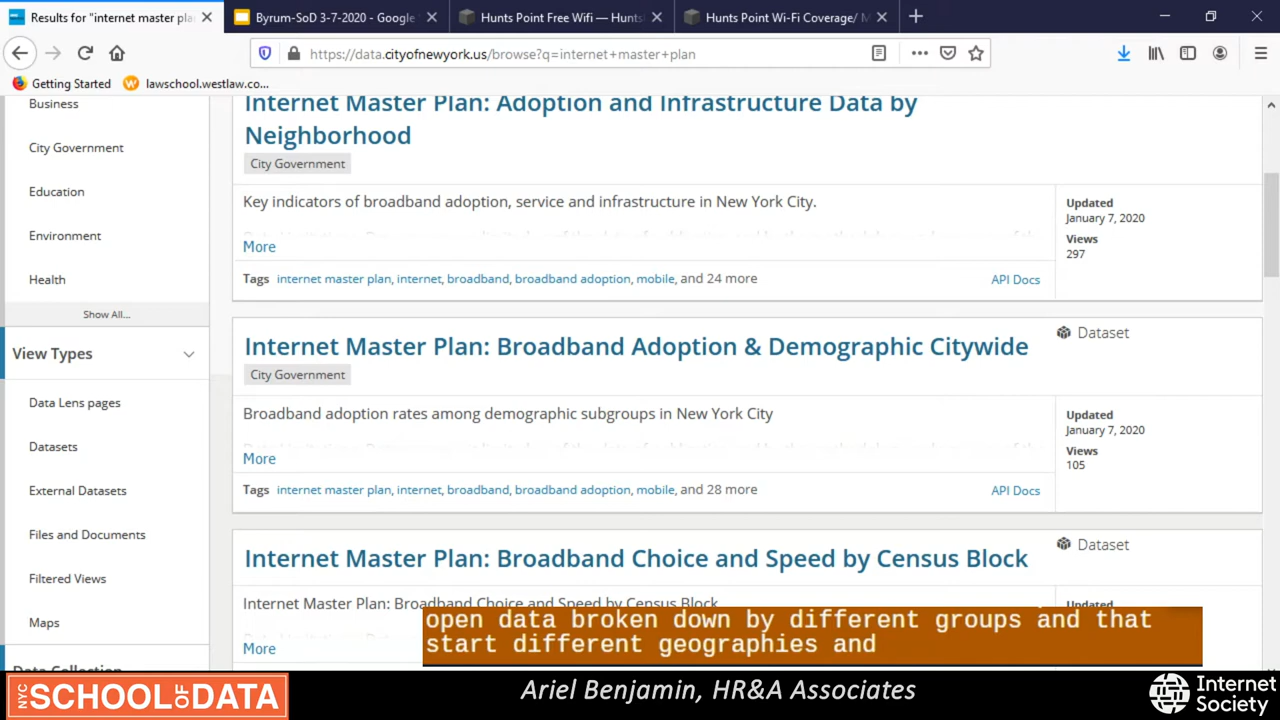 Results for "internet master pla
Byrum-SoD 3-7-2020 - Google
Hunts Point Free Wifi — Hunts
Hunts Point Wi-Fi Coverage/ M
https://data.cityofnewyork.us/browse?q=internet+master+plan
Getting Started
lawschool.westlaw.co...
Business
City Government
Education
Environment
Health
Show All...
View Types
Data Lens pages
Datasets
External Datasets
Files and Documents
Filtered Views
Maps
Internet Master Plan: Adoption and Infrastructure Data by
Neighborhood
City Government
Key indicators of broadband adoption, service and infrastructure in New York City.
More
Tags internet master plan, internet, broadband, broadband adoption, mobile, and 24 more
API Docs
Updated
January 7, 2020
Views
297
Internet Master Plan: Broadband Adoption & Demographic Citywide
Dataset
City Government
Broadband adoption rates among demographic subgroups in New York City
More
Tags internet master plan, internet, broadband, broadband adoption, mobile, and 28 more
API Docs
Updated
January 7, 2020
Views
105
Internet Master Plan: Broadband Choice and Speed by Census Block
Dataset
Internet Master Plan: Broadband Choice and Speed by Census Block
More
Updated
open data broken down by different groups and that
start different geographies and
NYC SCHOOL OF DATA
Ariel Benjamin, HR&A Associates
Internet
Society